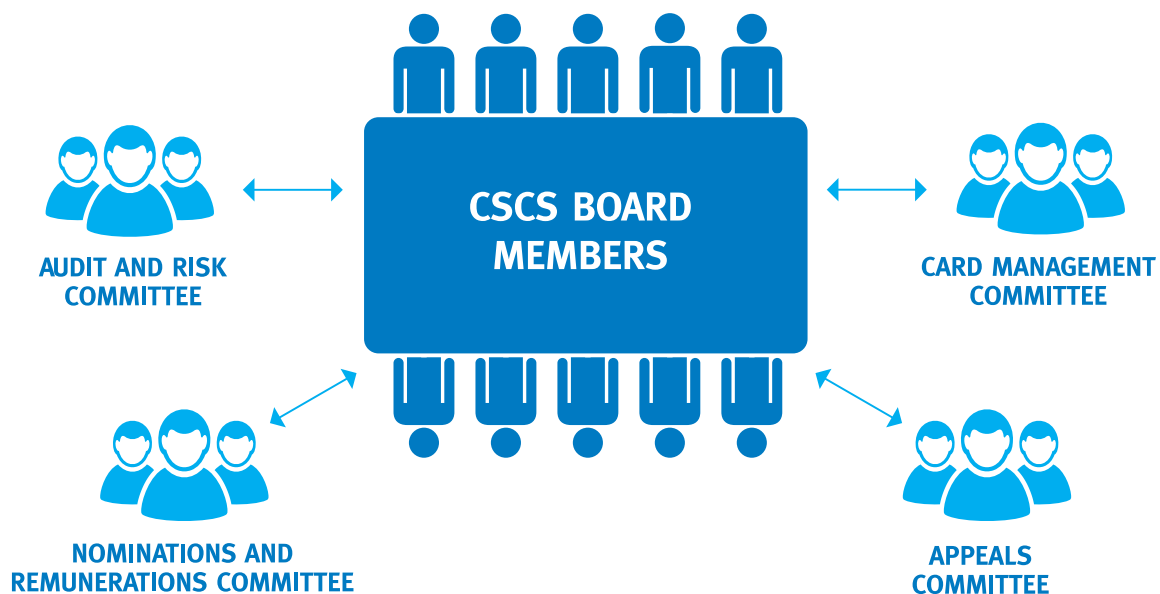 CSCS BOARD
MEMBERS
AUDIT AND RISK
COMMITTEE
CARD MANAGEMENT
COMMITTEE
NOMINATIONS AND
REMUNERATIONS COMMITTEE
APPEALS
COMMITTEE